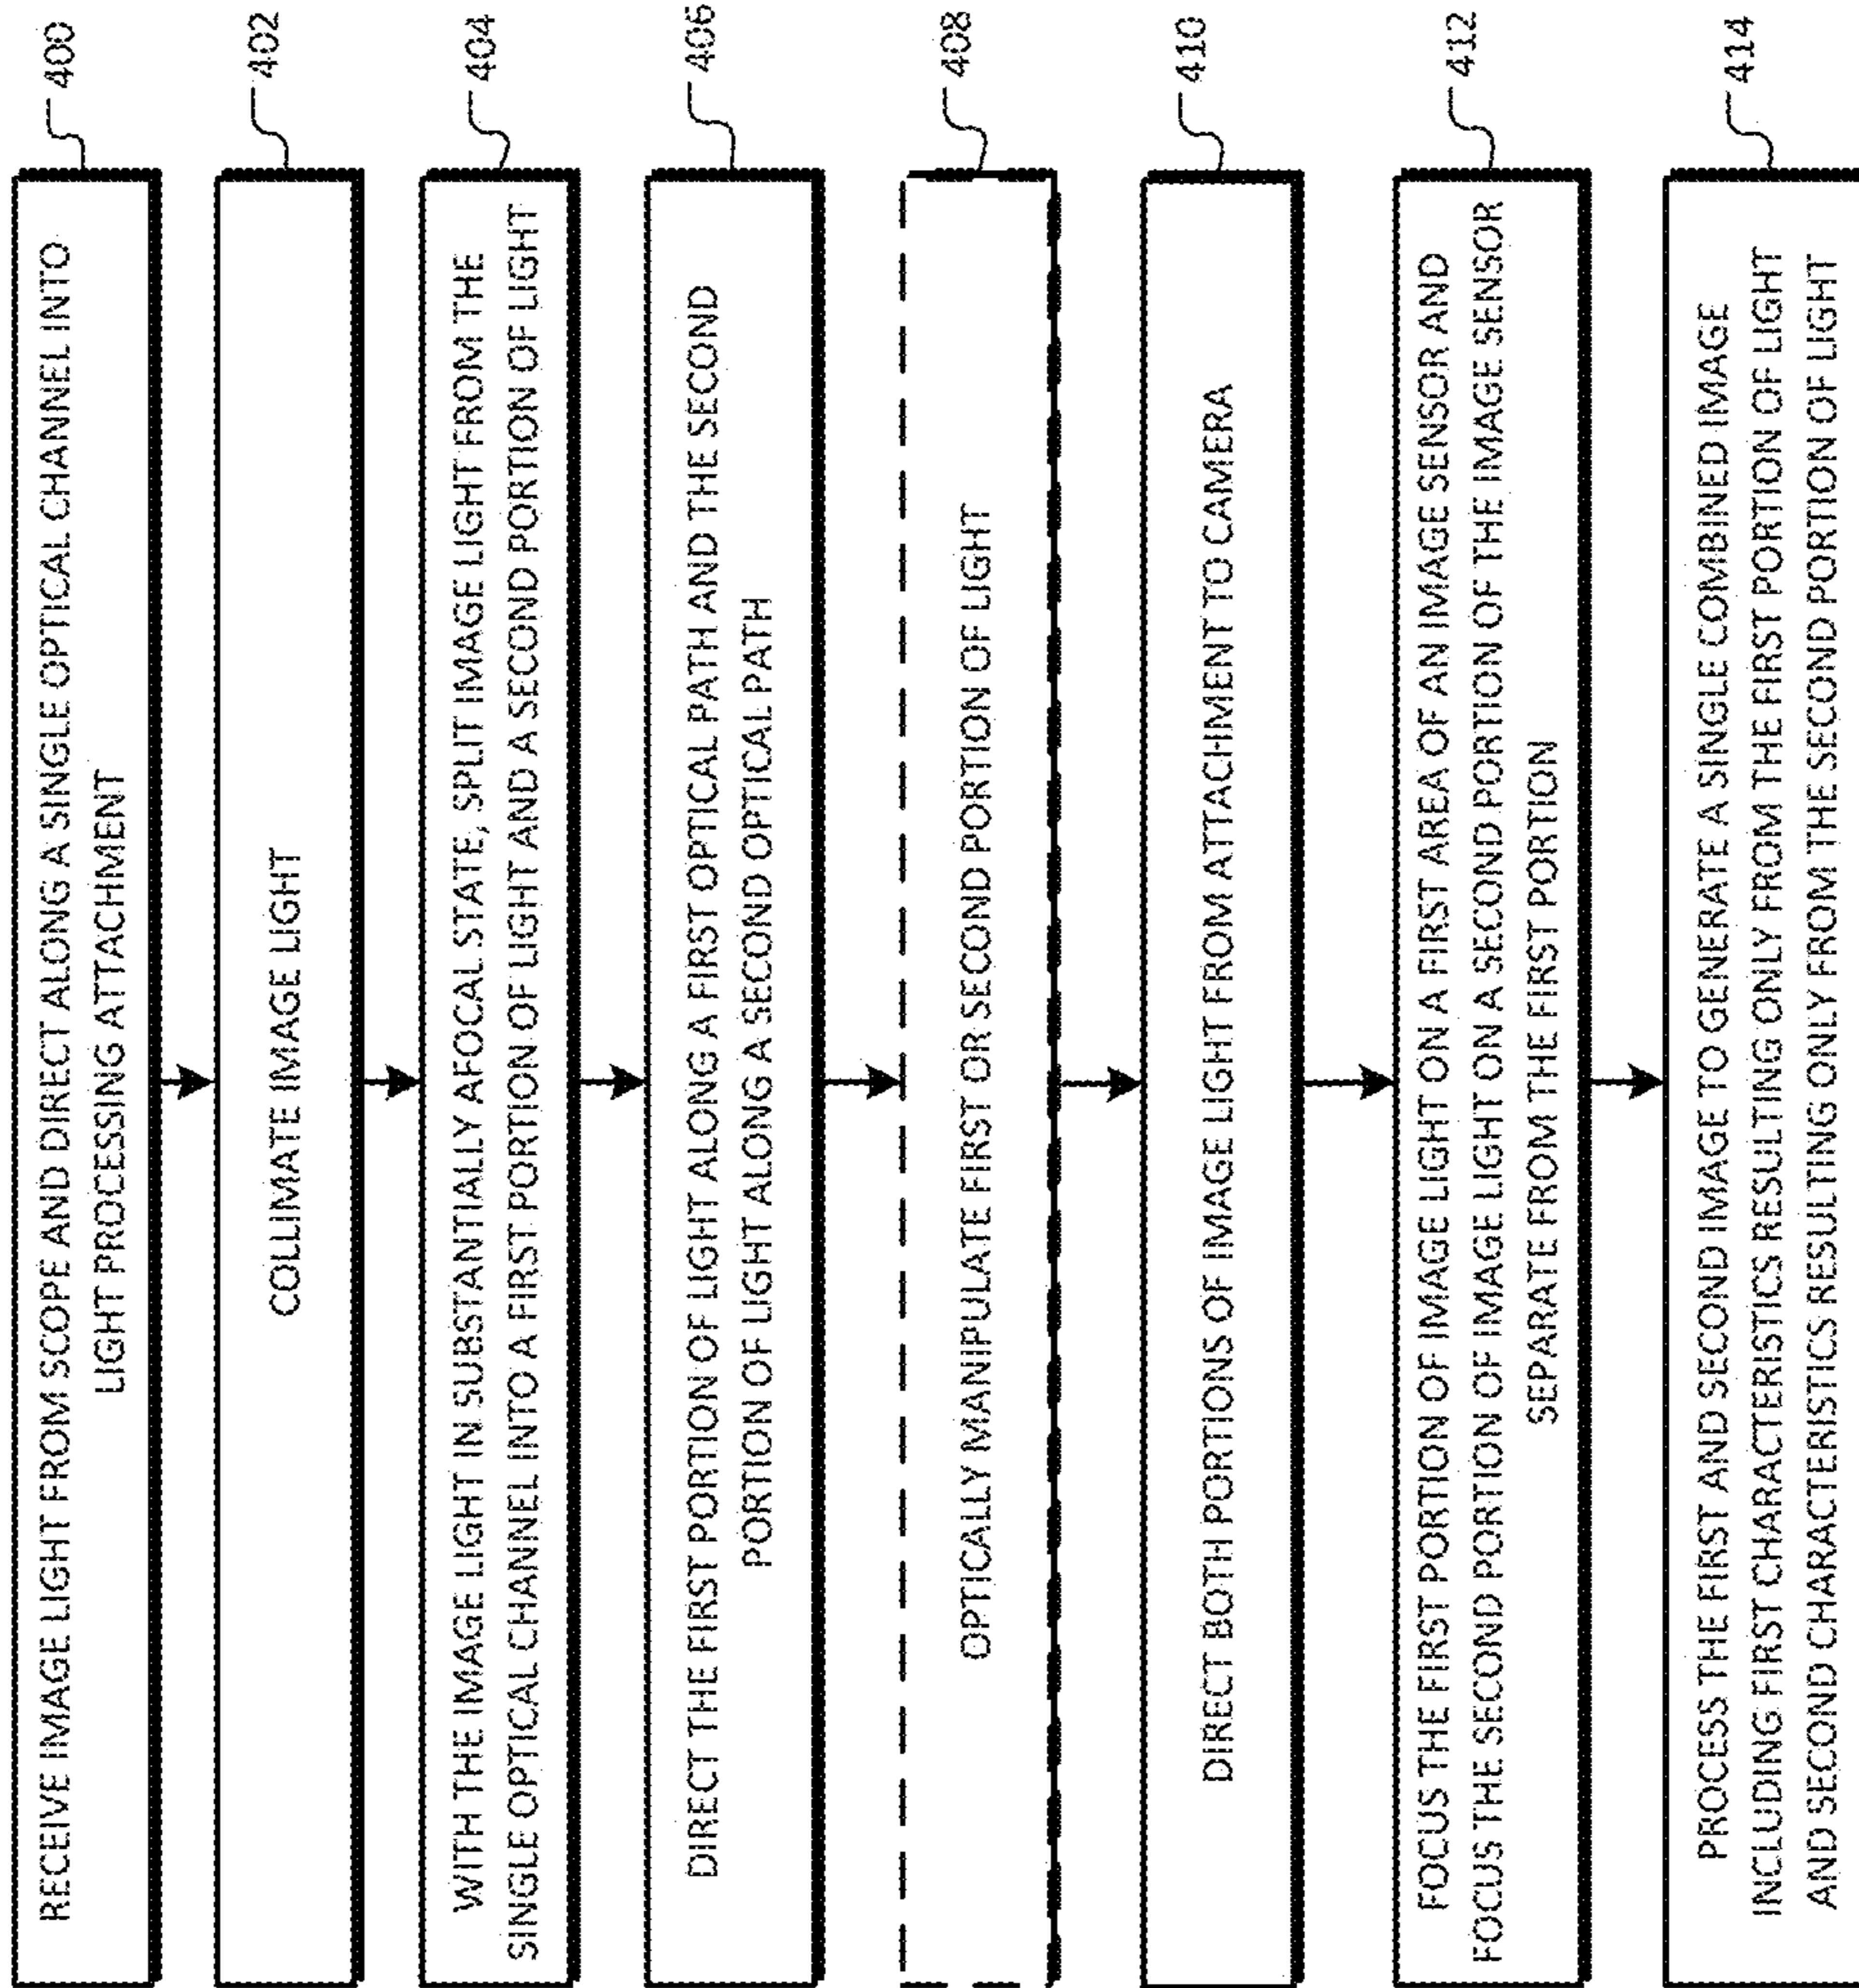 RECEIVE IMAGE LIGHT FROM SCOPE AND DIRECT ALONG A SINGLE OPTICAL CHANNEL INTO
LIGHT PROCESSING ATTACHMENT
400
COLLIMATE IMAGE LIGHT
402
WITH THE IMAGE LIGHT IN SUBSTANTIALLY AFOCAL STATE, SPLIT IMAGE LIGHT FROM THE
SINGLE OPTICAL CHANNEL INTO A FIRST PORTION OF LIGHT AND A SECOND PORTION OF LIGHT
404
DIRECT THE FIRST PORTION OF LIGHT ALONG A FIRST OPTICAL PATH AND THE SECOND
PORTION OF LIGHT ALONG A SECOND OPTICAL PATH
406
OPTICALLY MANIPULATE FIRST OR SECOND PORTION OF LIGHT
408
DIRECT BOTH PORTIONS OF IMAGE LIGHT FROM ATTACHMENT TO CAMERA
410
FOCUS THE FIRST PORTION OF IMAGE LIGHT ON A FIRST AREA OF AN IMAGE SENSOR AND
FOCUS THE SECOND PORTION OF IMAGE LIGHT ON A SECOND PORTION OF THE IMAGE SENSOR
SEPARATE FROM THE FIRST PORTION
412
PROCESS THE FIRST AND SECOND IMAGE TO GENERATE A SINGLE COMBINED IMAGE
INCLUDING FIRST CHARACTERISTICS RESULTING ONLY FROM THE FIRST PORTION OF LIGHT
AND SECOND CHARACTERISTICS RESULTING ONLY FROM THE SECOND PORTION OF LIGHT
414